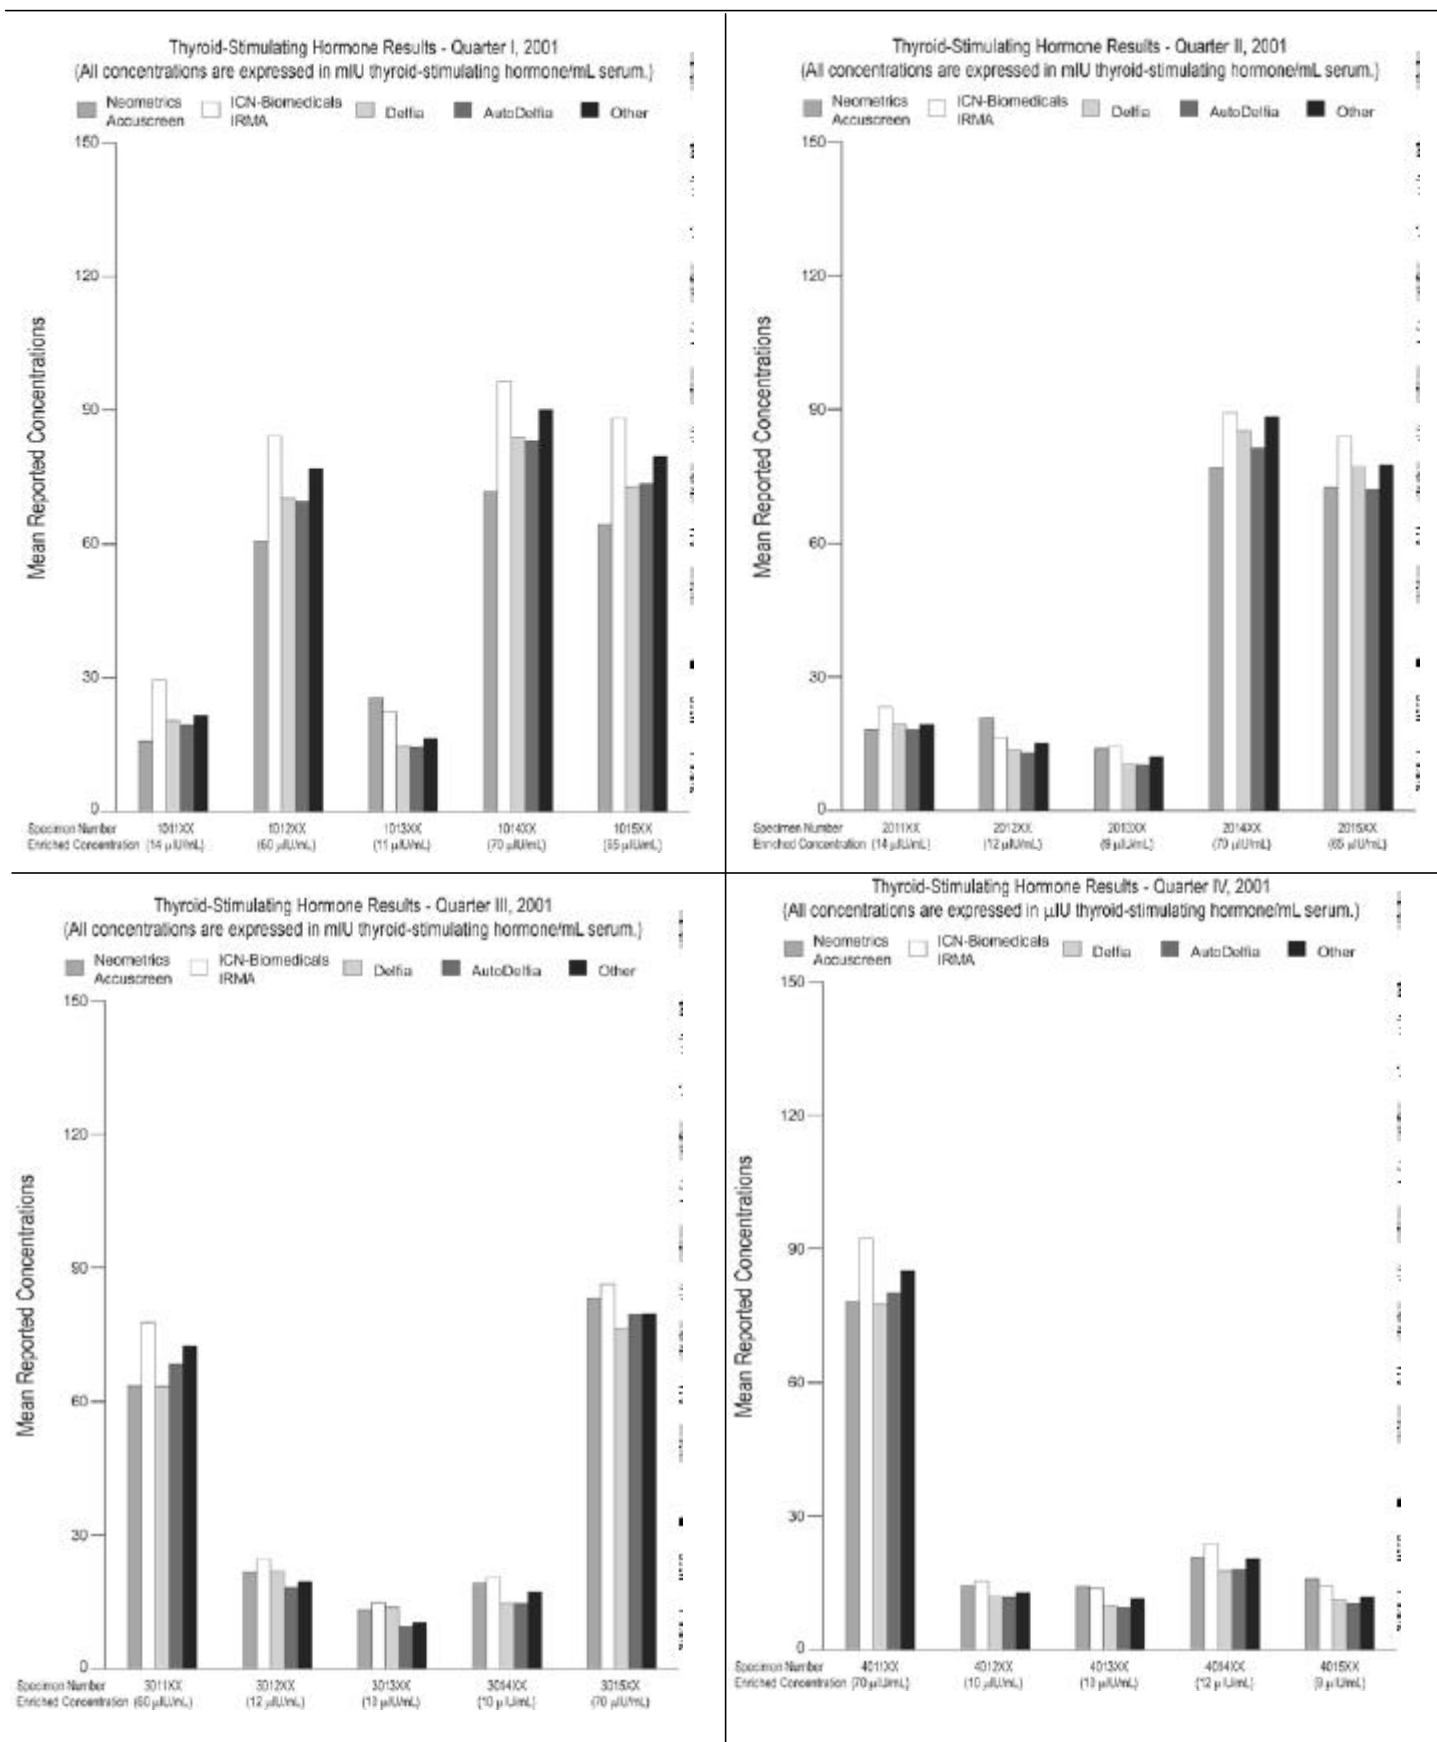 Thyroid-Stimulating Hormone Results - Quarter I, 2001
(All concentrations are expressed in mIU thyroid-stimulating hormone/mL serum.)
Neometrics Accuscreen ICN-Biomedicals IRMA Delfia AutoDelfia Other
150
120
90
60
30
0
Mean Reported Concentrations
Specimen Number 1011XX 1012XX 1013XX 1014XX 1015XX
Enriched Concentration (14 µIU/mL) (60 µIU/mL) (11 µIU/mL) (70 µIU/mL) (65 µIU/mL)
Thyroid-Stimulating Hormone Results - Quarter II, 2001
(All concentrations are expressed in mIU thyroid-stimulating hormone/mL serum.)
Neometrics Accuscreen ICN-Biomedicals IRMA Delfia AutoDelfia Other
150
120
90
60
30
0
Mean Reported Concentrations
Specimen Number 2011XX 2012XX 2013XX 2014XX 2015XX
Enriched Concentration (14 µIU/mL) (12 µIU/mL) (9 µIU/mL) (70 µIU/mL) (65 µIU/mL)
Thyroid-Stimulating Hormone Results - Quarter III, 2001
(All concentrations are expressed in mIU thyroid-stimulating hormone/mL serum.)
Neometrics Accuscreen ICN-Biomedicals IRMA Delfia AutoDelfia Other
150
120
90
60
30
0
Mean Reported Concentrations
Specimen Number 3011XX 3012XX 3013XX 3014XX 3015XX
Enriched Concentration (60 µIU/mL) (12 µIU/mL) (10 µIU/mL) (70 µIU/mL)
Thyroid-Stimulating Hormone Results - Quarter IV, 2001
(All concentrations are expressed in µIU thyroid-stimulating hormone/mL serum.)
Neometrics Accuscreen ICN-Biomedicals IRMA Delfia AutoDelfia Other
150
120
90
60
30
0
Mean Reported Concentrations
Specimen Number 4011XX 4012XX 4013XX 4014XX 4015XX
Enriched Concentration (70 µIU/mL) (10 µIU/mL) (12 µIU/mL) (9 µIU/mL)